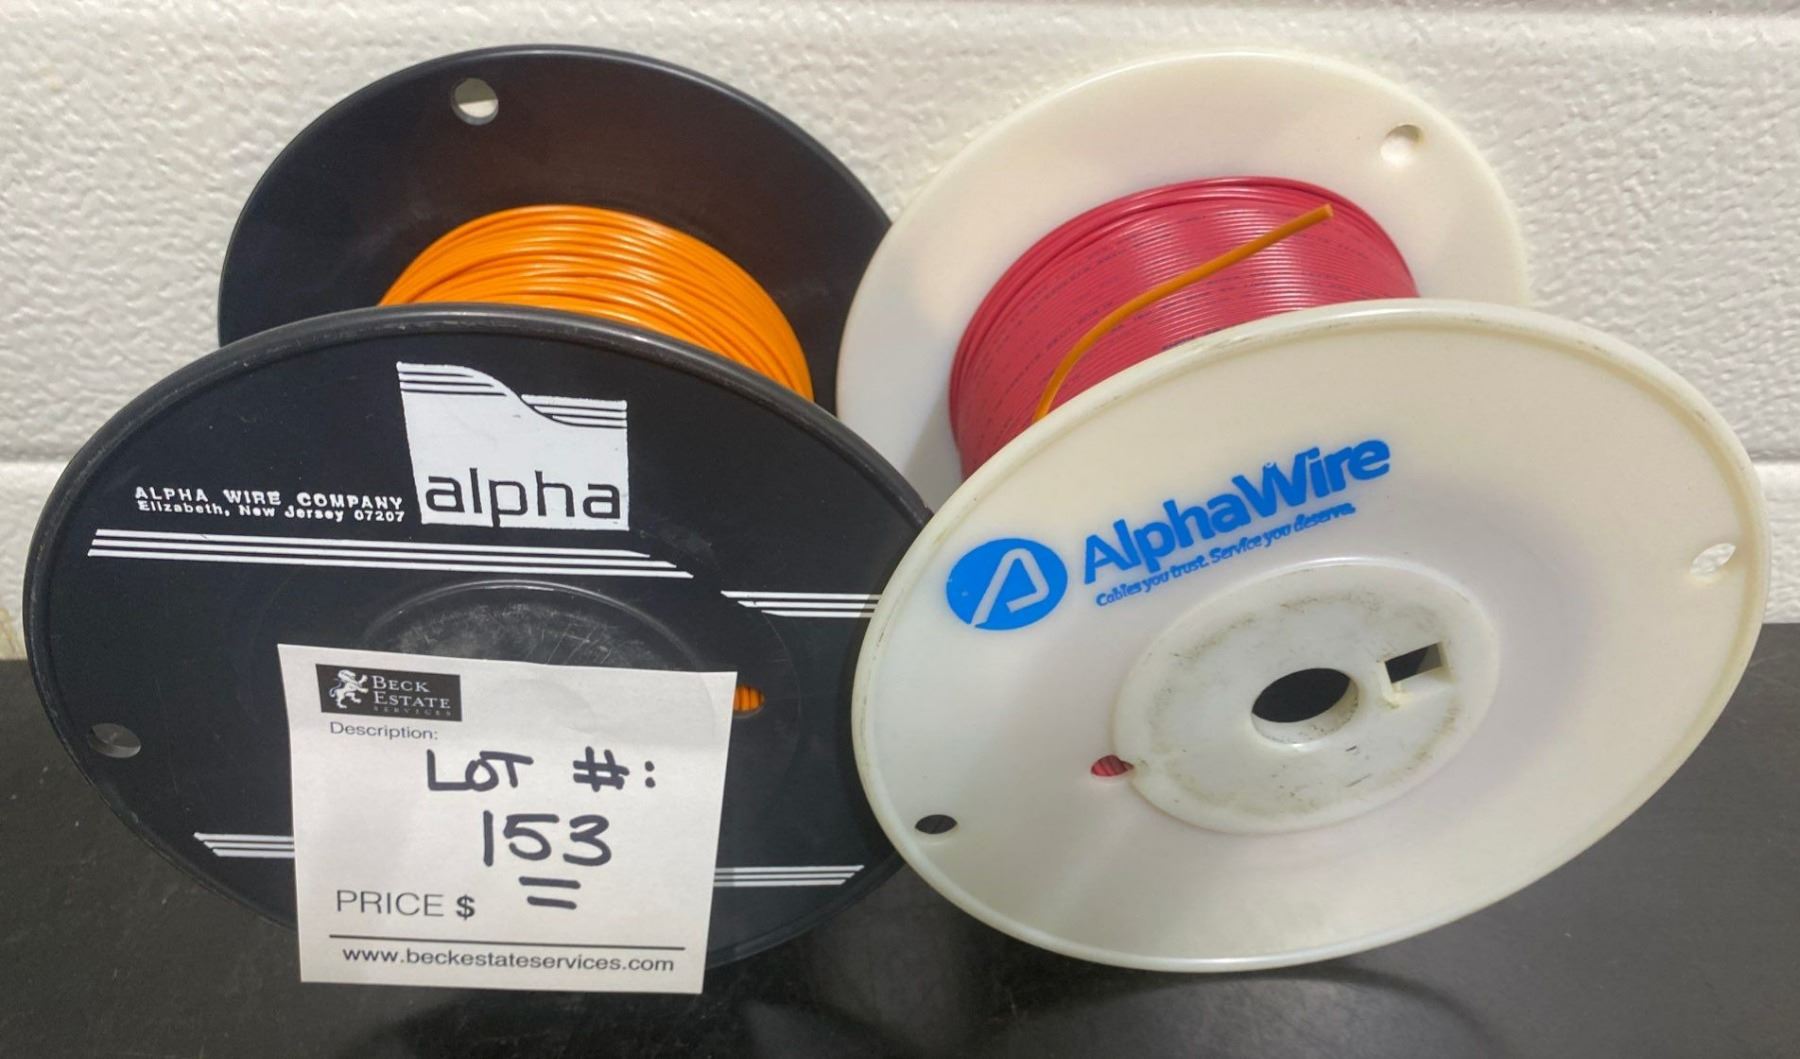 alpha
ALPHA WIRE COMPANY
Elizabeth, New Jersey 07207
AlphaWire
Cables you trust. Service you deserve.
BECK
ESTATE
SERVICES
Description:
LOT #:
153
PRICE $
www.beckestateservices.com